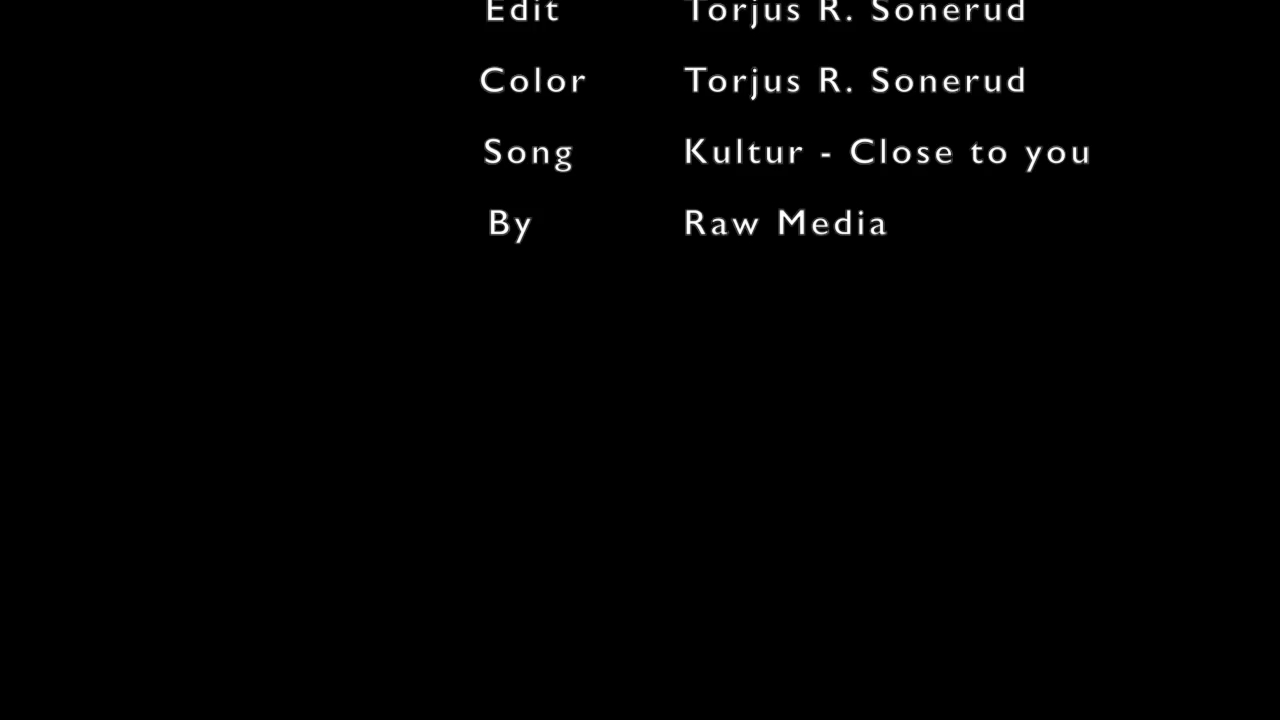 Edit Torjus R. Sonerud
Color Torjus R. Sonerud
Song Kultur - Close to you
By Raw Media